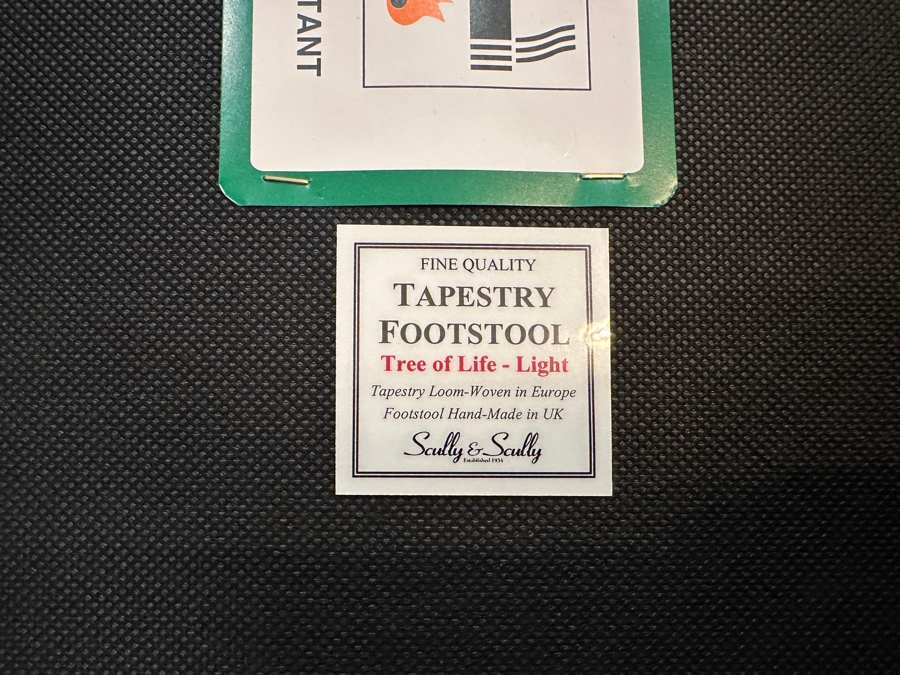 TANT
FINE QUALITY
TAPESTRY
FOOTSTOOL
Tree of Life - Light
Tapestry Loom-Woven in Europe
Footstool Hand-Made in UK
Scully & Scully
Established 1934